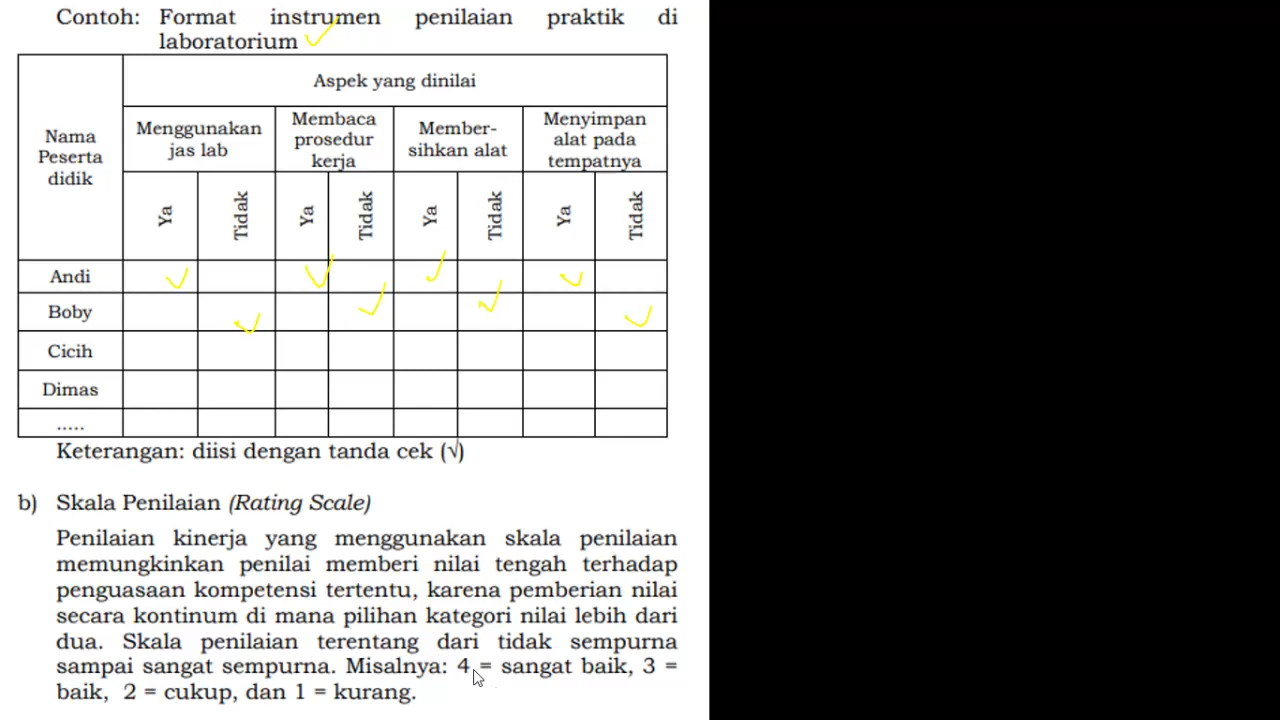 Contoh: Format instrumen penilaian praktik di
laboratorium
Aspek yang dinilai
Nama
Peserta
didik
Menggunakan
jas lab
Membaca
prosedur
kerja
Member-
sihkan alat
Menyimpan
alat pada
tempatnya
Ya Tidak Ya Tidak Ya Tidak Ya Tidak
Andi
Boby
Cicih
Dimas
.....
Keterangan: diisi dengan tanda cek (√)
b) Skala Penilaian (Rating Scale)
Penilaian kinerja yang menggunakan skala penilaian
memungkinkan penilai memberi nilai tengah terhadap
penguasaan kompetensi tertentu, karena pemberian nilai
secara kontinum di mana pilihan kategori nilai lebih dari
dua. Skala penilaian terentang dari tidak sempurna
sampai sangat sempurna. Misalnya: 4 = sangat baik, 3 =
baik, 2 = cukup, dan 1 = kurang.